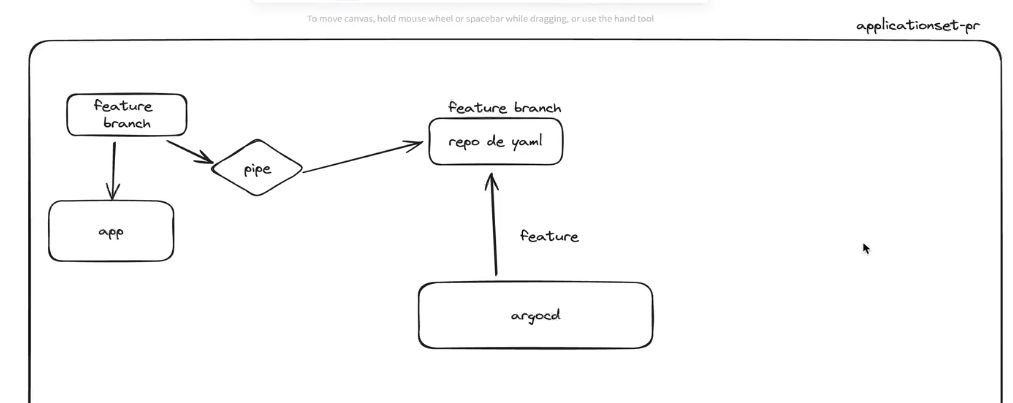 To move canvas, hold mouse wheel or spacebar while dragging, or use the hand tool
applicationset-pr
feature
branch
feature branch
repo de yaml
pipe
app
feature
argocd